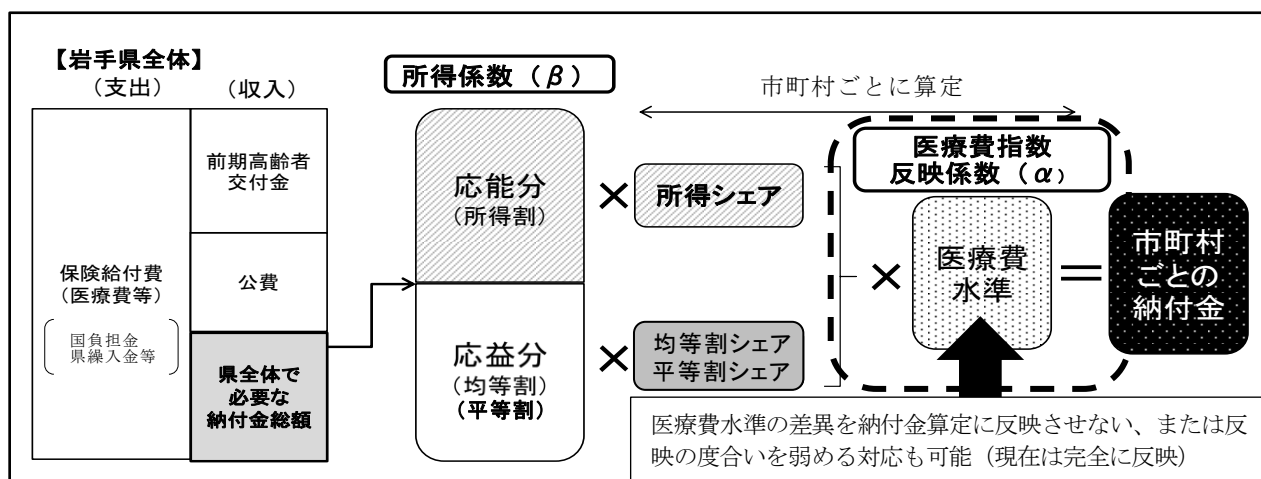 【岩手県全体】
（支出）
（収入）
保険給付費
（医療費等）
国負担金
県繰入金等
前期高齢者
交付金
公費
県全体で
必要な
納付金総額
所得係数（β）
応能分
（所得割）
応益分
（均等割）
（平等割）
×
所得シェア
×
均等割シェア
平等割シェア
市町村ごとに算定
医療費指数
反映係数（α）
×
医療費
水準
＝
市町村
ごとの
納付金
医療費水準の差異を納付金算定に反映させない、または反
映の度合いを弱める対応も可能（現在は完全に反映）